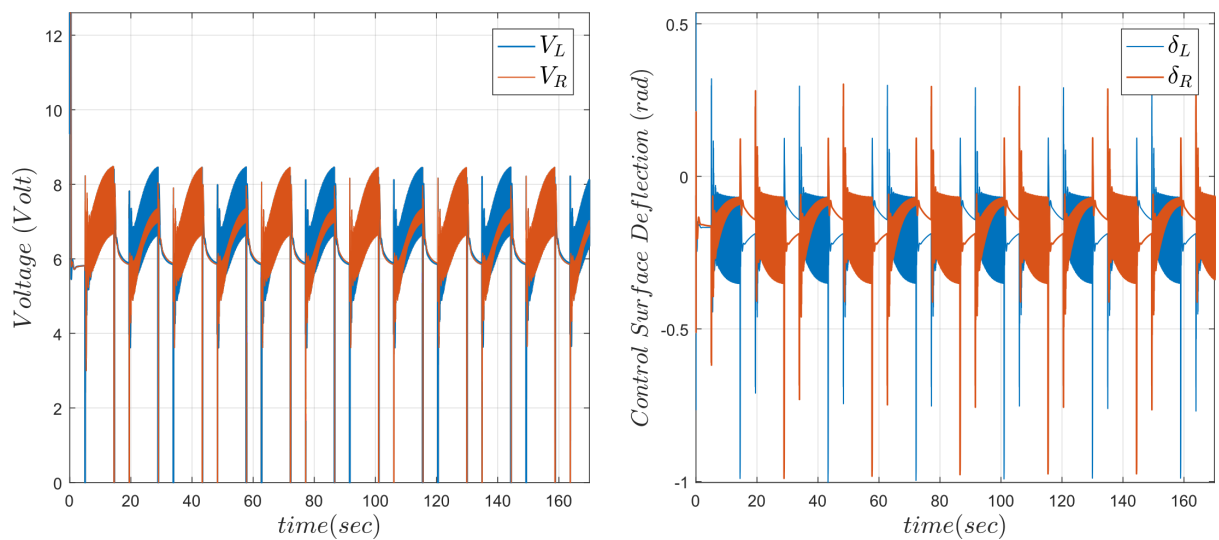 12
10
8
6
4
2
0
Voltage (Volt)
0 20 40 60 80 100 120 140 160
time(sec)
V_L
V_R
0.5
0
-0.5
-1
Control Surface Deflection (rad)
0 20 40 60 80 100 120 140 160
time(sec)
δ_L
δ_R